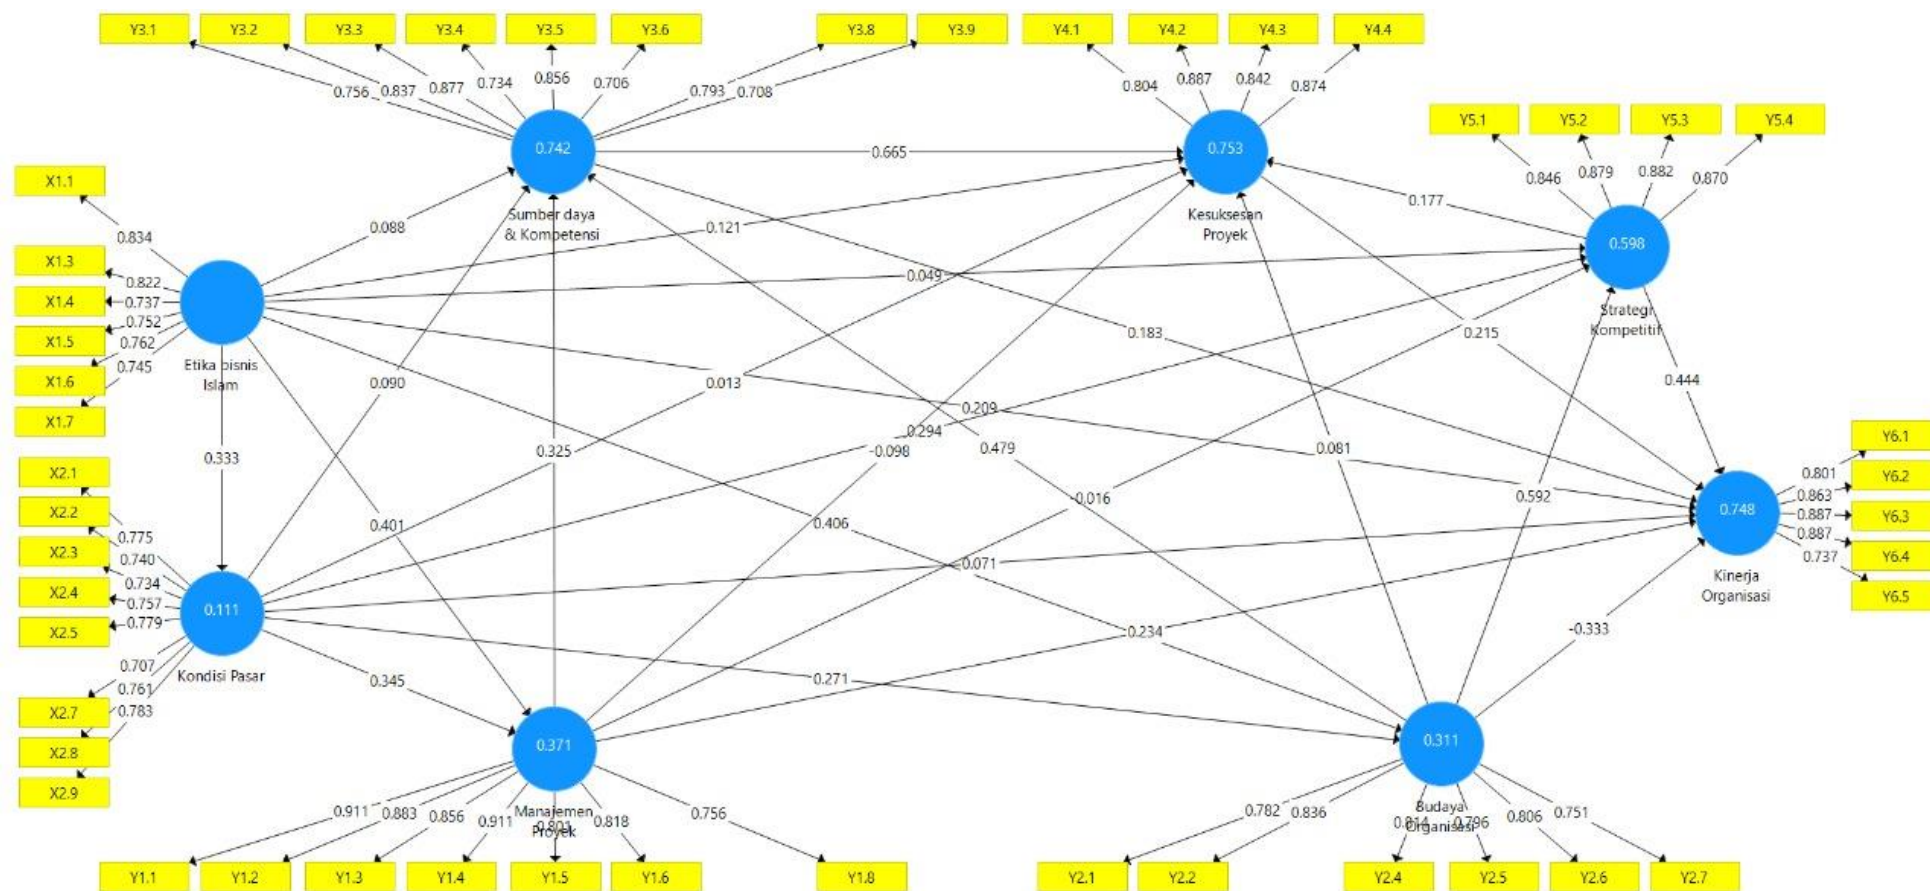 Y3.1 Y3.2 Y3.3 Y3.4 Y3.5 Y3.6 Y3.8 Y3.9 Y4.1 Y4.2 Y4.3 Y4.4
0.756 0.837 0.877 0.734 0.856 0.706 0.793 0.708 0.804 0.887 0.842 0.874
Y5.1 Y5.2 Y5.3 Y5.4
0.846 0.879 0.882 0.870
0.742
Sumber daya
& Kompetensi
0.665
0.753
Kesuksesan
Proyek
0.177
0.598
Strategi
Kompetitif
X1.1
0.834
X1.3
0.822
X1.4
0.737
X1.5
0.752
X1.6
0.762
X1.7
0.745
Etika bisnis
Islam
0.088
0.121
0.049
0.183
0.215
0.444
0.090
0.013
0.209
0.294
-0.098
0.479
0.081
0.333
0.325
0.401
0.406
-0.016
0.592
0.071
0.234
-0.333
0.345
0.271
X2.1
X2.2
0.775
X2.3
0.740
0.734
X2.4
0.757
X2.5
0.779
0.707
0.761
X2.7
0.783
X2.8
X2.9
0.111
Kondisi Pasar
Y6.1
0.801
Y6.2
0.863
Y6.3
0.887
0.887
Y6.4
0.737
Y6.5
0.748
Kinerja
Organisasi
0.371
Manajemen
Proyek
0.311
Budaya
Organisasi
0.911 0.883 0.856 0.911 0.818 0.756 0.782 0.836 0.814 0.796 0.806 0.751
Y1.1 Y1.2 Y1.3 Y1.4 Y1.5 Y1.6 Y1.8 Y2.1 Y2.2 Y2.4 Y2.5 Y2.6 Y2.7